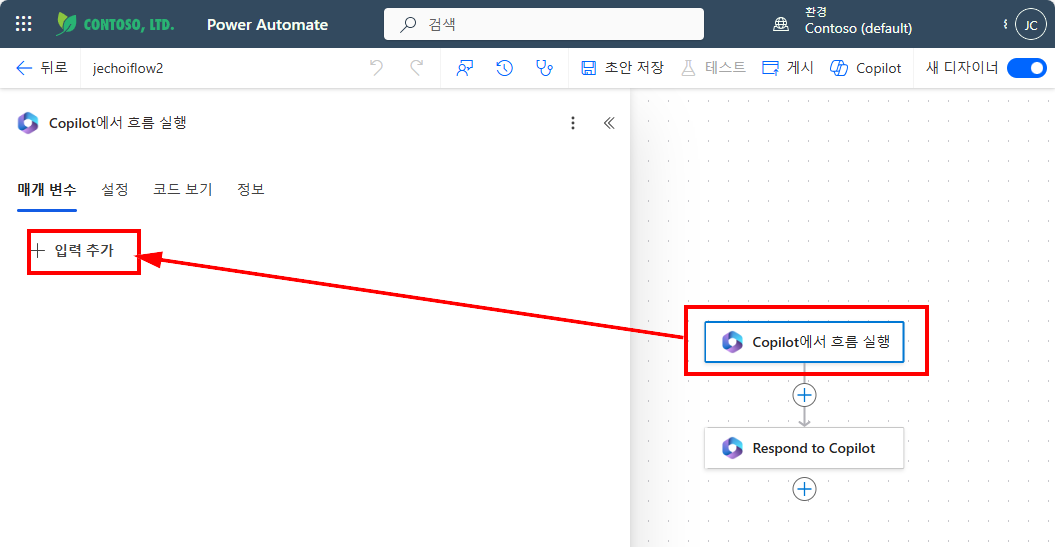 CONTOSO, LTD.
Power Automate
검색
환경
Contoso (default)
JC
뒤로
jechoiflow2
초안 저장
테스트
게시
Copilot
새 디자이너
Copilot에서 흐름 실행
매개 변수
설정
코드 보기
정보
입력 추가
Copilot에서 흐름 실행
Respond to Copilot